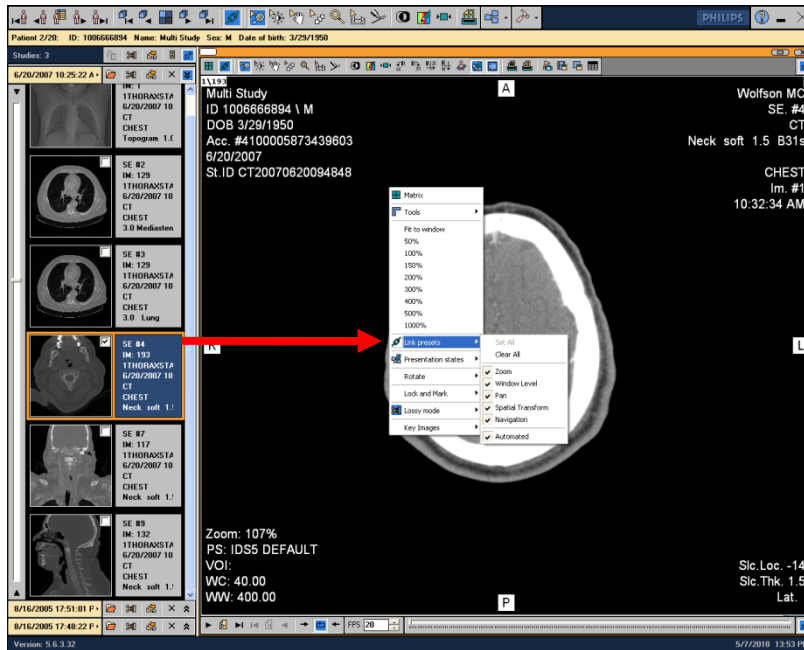 PHILIPS
Patient 2/20: ID: 1006666894 Name: Multi Study Sex: M Date of birth: 3/29/1950
Studies: 3
6/20/2007 10:25:22 A
IM: 1
1THORAXSTA
6/20/2007 10
CT
CHEST
Topogram 1.(
SE #2
IM: 129
1THORAXSTA
6/20/2007 10
CT
CHEST
3.0 Mediasten
SE #3
IM: 129
1THORAXSTA
6/20/2007 10
CT
CHEST
3.0 Lung
SE #4
IM: 193
1THORAXSTA
6/20/2007 10
CT
CHEST
Neck soft 1.!
SE #7
IM: 117
1THORAXSTA
6/20/2007 10
CT
CHEST
Neck soft 1.!
SE #9
IM: 132
1THORAXSTA
6/20/2007 10
CT
CHEST
Neck soft 1.!
8/16/2005 17:51:01 P
8/16/2005 17:48:22 P
Version: 5.6.3.32
1\193
Multi Study
ID 1006666894 \ M
DOB 3/29/1950
Acc. #4100005873439603
6/20/2007
St.ID CT20070620094848
A
Wolfson MC
SE. #4
CT
Neck soft 1.5 B31s
CHEST
Im. #1
10:32:34 AM
R
L
Matrix
Tools
Fit to window
50%
100%
150%
200%
300%
400%
500%
1000%
Link presets
Presentation states
Rotate
Lock and Mark
Lossy mode
Key Images
Set All
Clear All
Zoom
Window Level
Pan
Spatial Transform
Navigation
Automated
Zoom: 107%
PS: IDS5 DEFAULT
VOI:
WC: 40.00
WW: 400.00
P
Slc.Loc. -14
Slc.Thk. 1.5
Lat.
FPS 20
5/7/2010 13:53 P